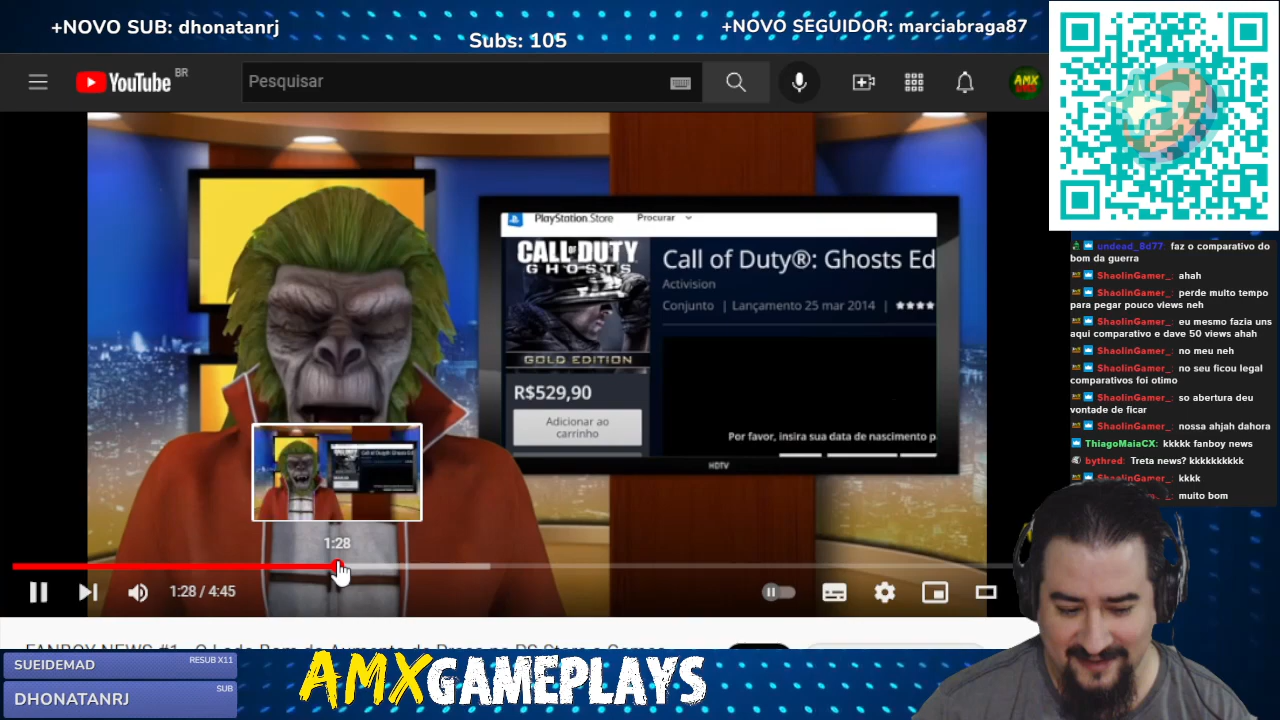 +NOVO SUB: dhonatanrj
Subs: 105
+NOVO SEGUIDOR: marciabraga87
YouTube BR
Pesquisar
AMX
PlayStation Store Procurar
CALL OF DUTY
GHOSTS
GOLD EDITION
R$529,90
Adicionar ao
carrinho
Call of Duty®: Ghosts Ed
Activision
Conjunto | Lançamento 25 mar 2014 | ★★★★
Por favor, insira sua data de nascimento p
HDTV
1:28
1:28 / 4:45
undead_8d77: faz o comparativo do
bom da guerra
ShaolinGamer_: ahah
ShaolinGamer_: perde muito tempo
para pegar pouco views neh
ShaolinGamer_: eu mesmo fazia uns
aqui comparativo e dave 50 views ahah
ShaolinGamer_: no meu neh
ShaolinGamer_: no seu ficou legal
comparativos foi otimo
ShaolinGamer_: so abertura deu
vontade de ficar
ShaolinGamer_: nossa ahjah dahora
ThiagoMaiaCX: kkkkk fanboy news
bythred: Treta news? kkkkkkkkkk
kkkk
muito bom
FANBOY NEWS #1
SUEIDEMAD RESUB X11
DHONATANRJ SUB
AMXGAMEPLAYS